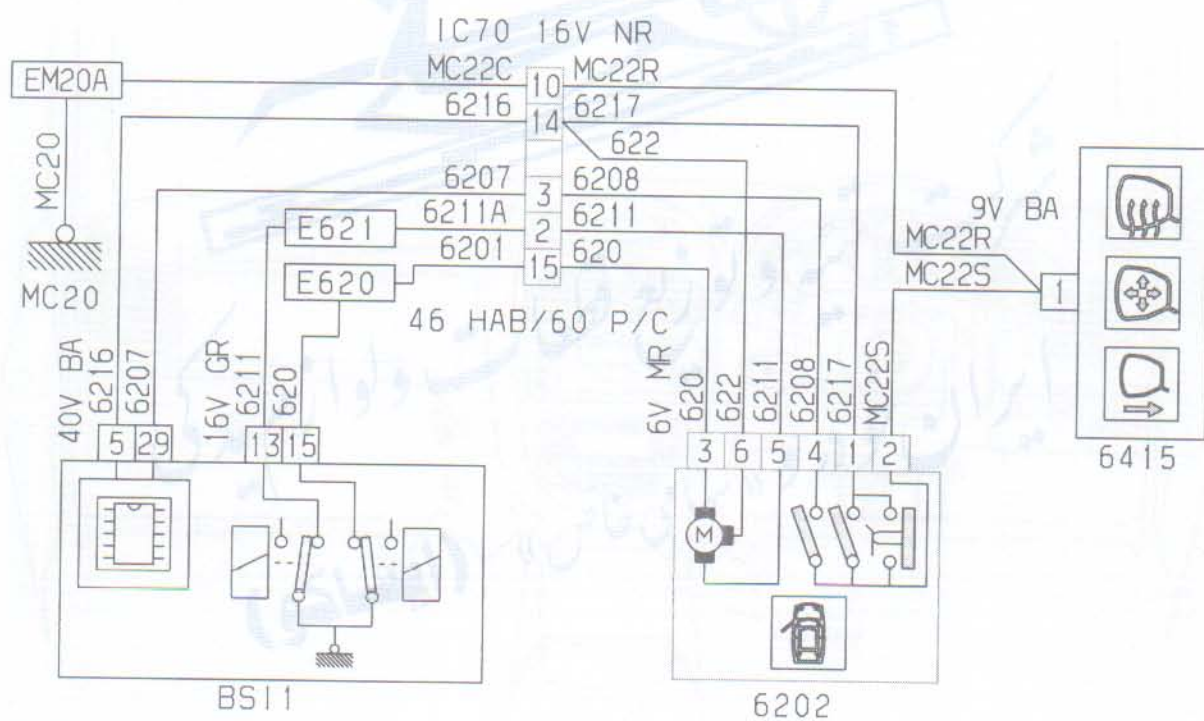 IC70 16V NR
EM20A
MC22C 10 MC22R
6216 14 6217
622
MC20
6207 3 6208
9V BA
E621 6211A 2 6211
MC22R
E620 6201 15 620
MC22S
1
MC20
46 HAB/60 P/C
40V BA 6216 6207 16V GR 6211 620
6V MR 620 622 6211 6208 6217 MC22S
5 29 13 15
3 6 5 4 1 2
6415
M
BSI1
6202